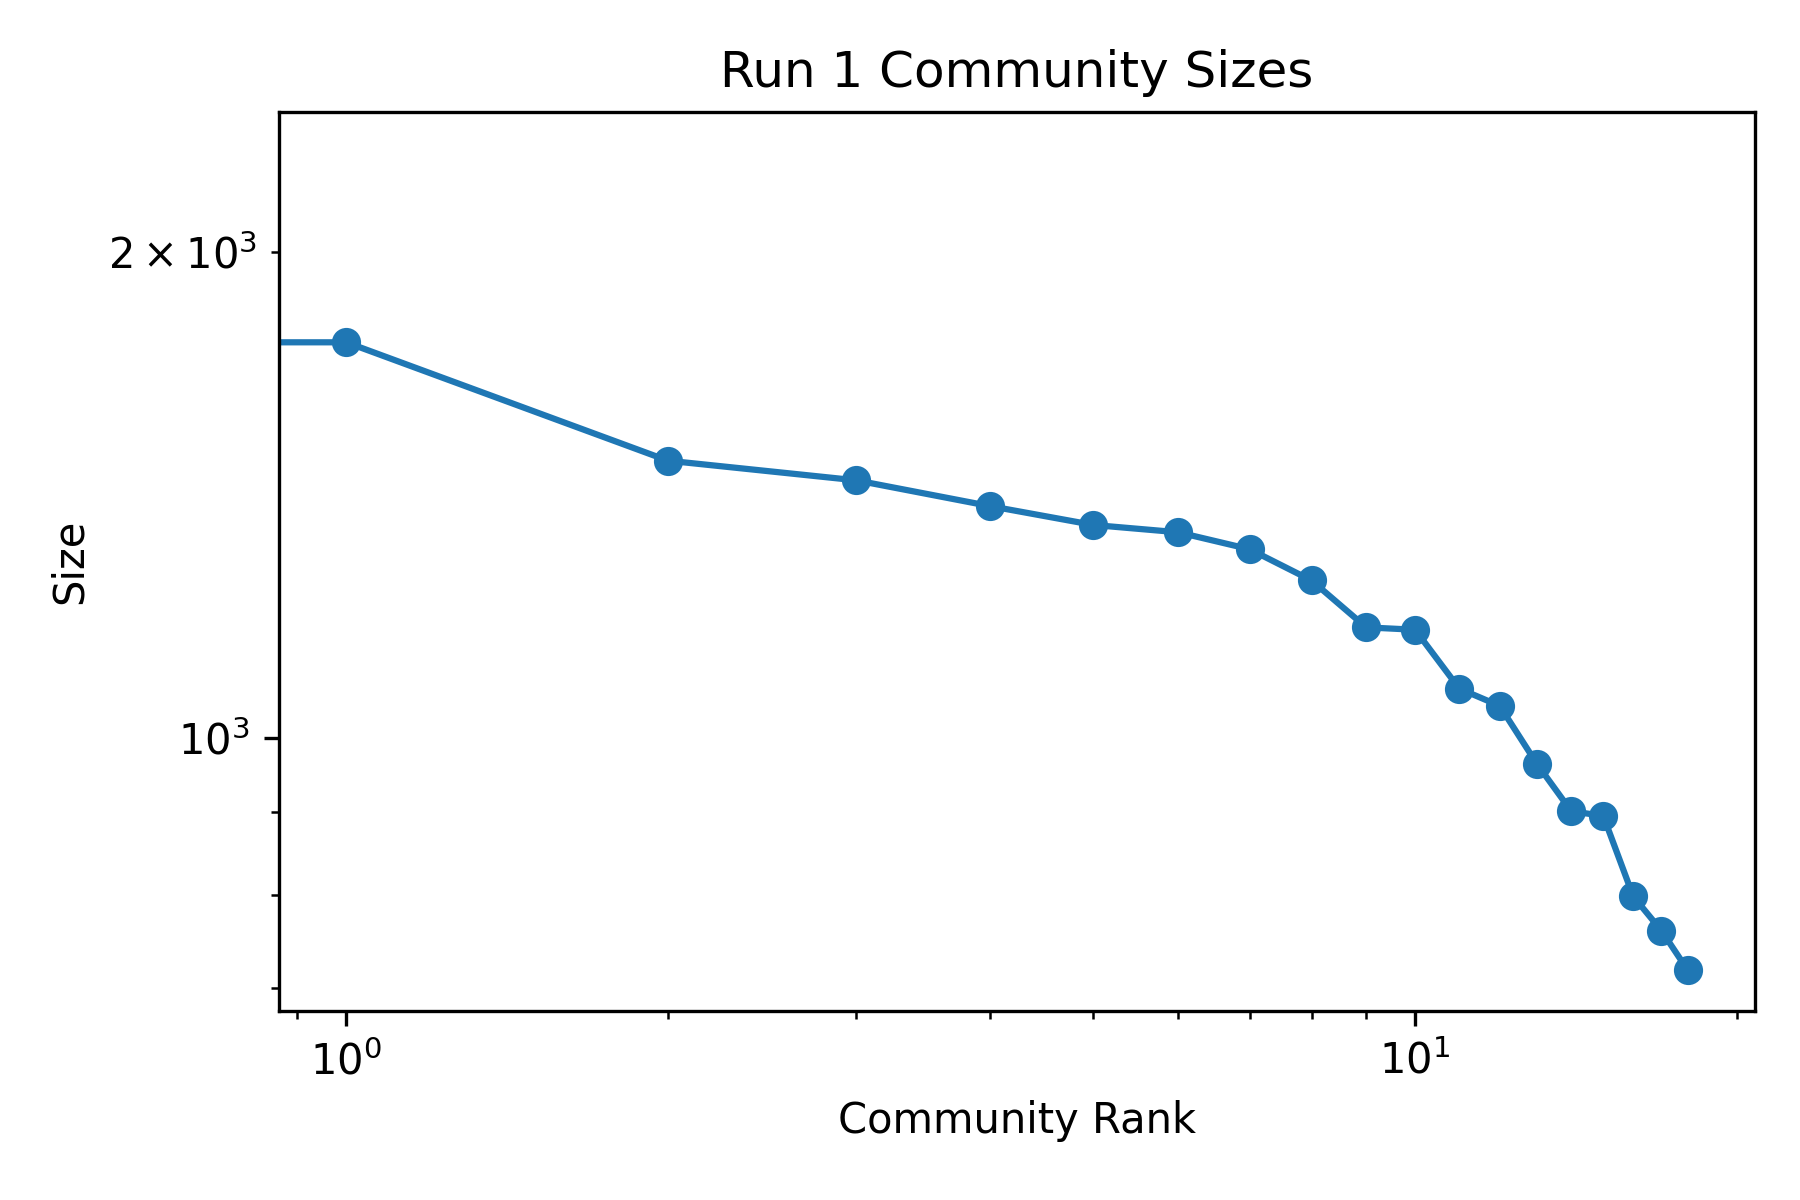 Run 1 Community Sizes
2 × 10³
Size
10³
10⁰
10¹
Community Rank